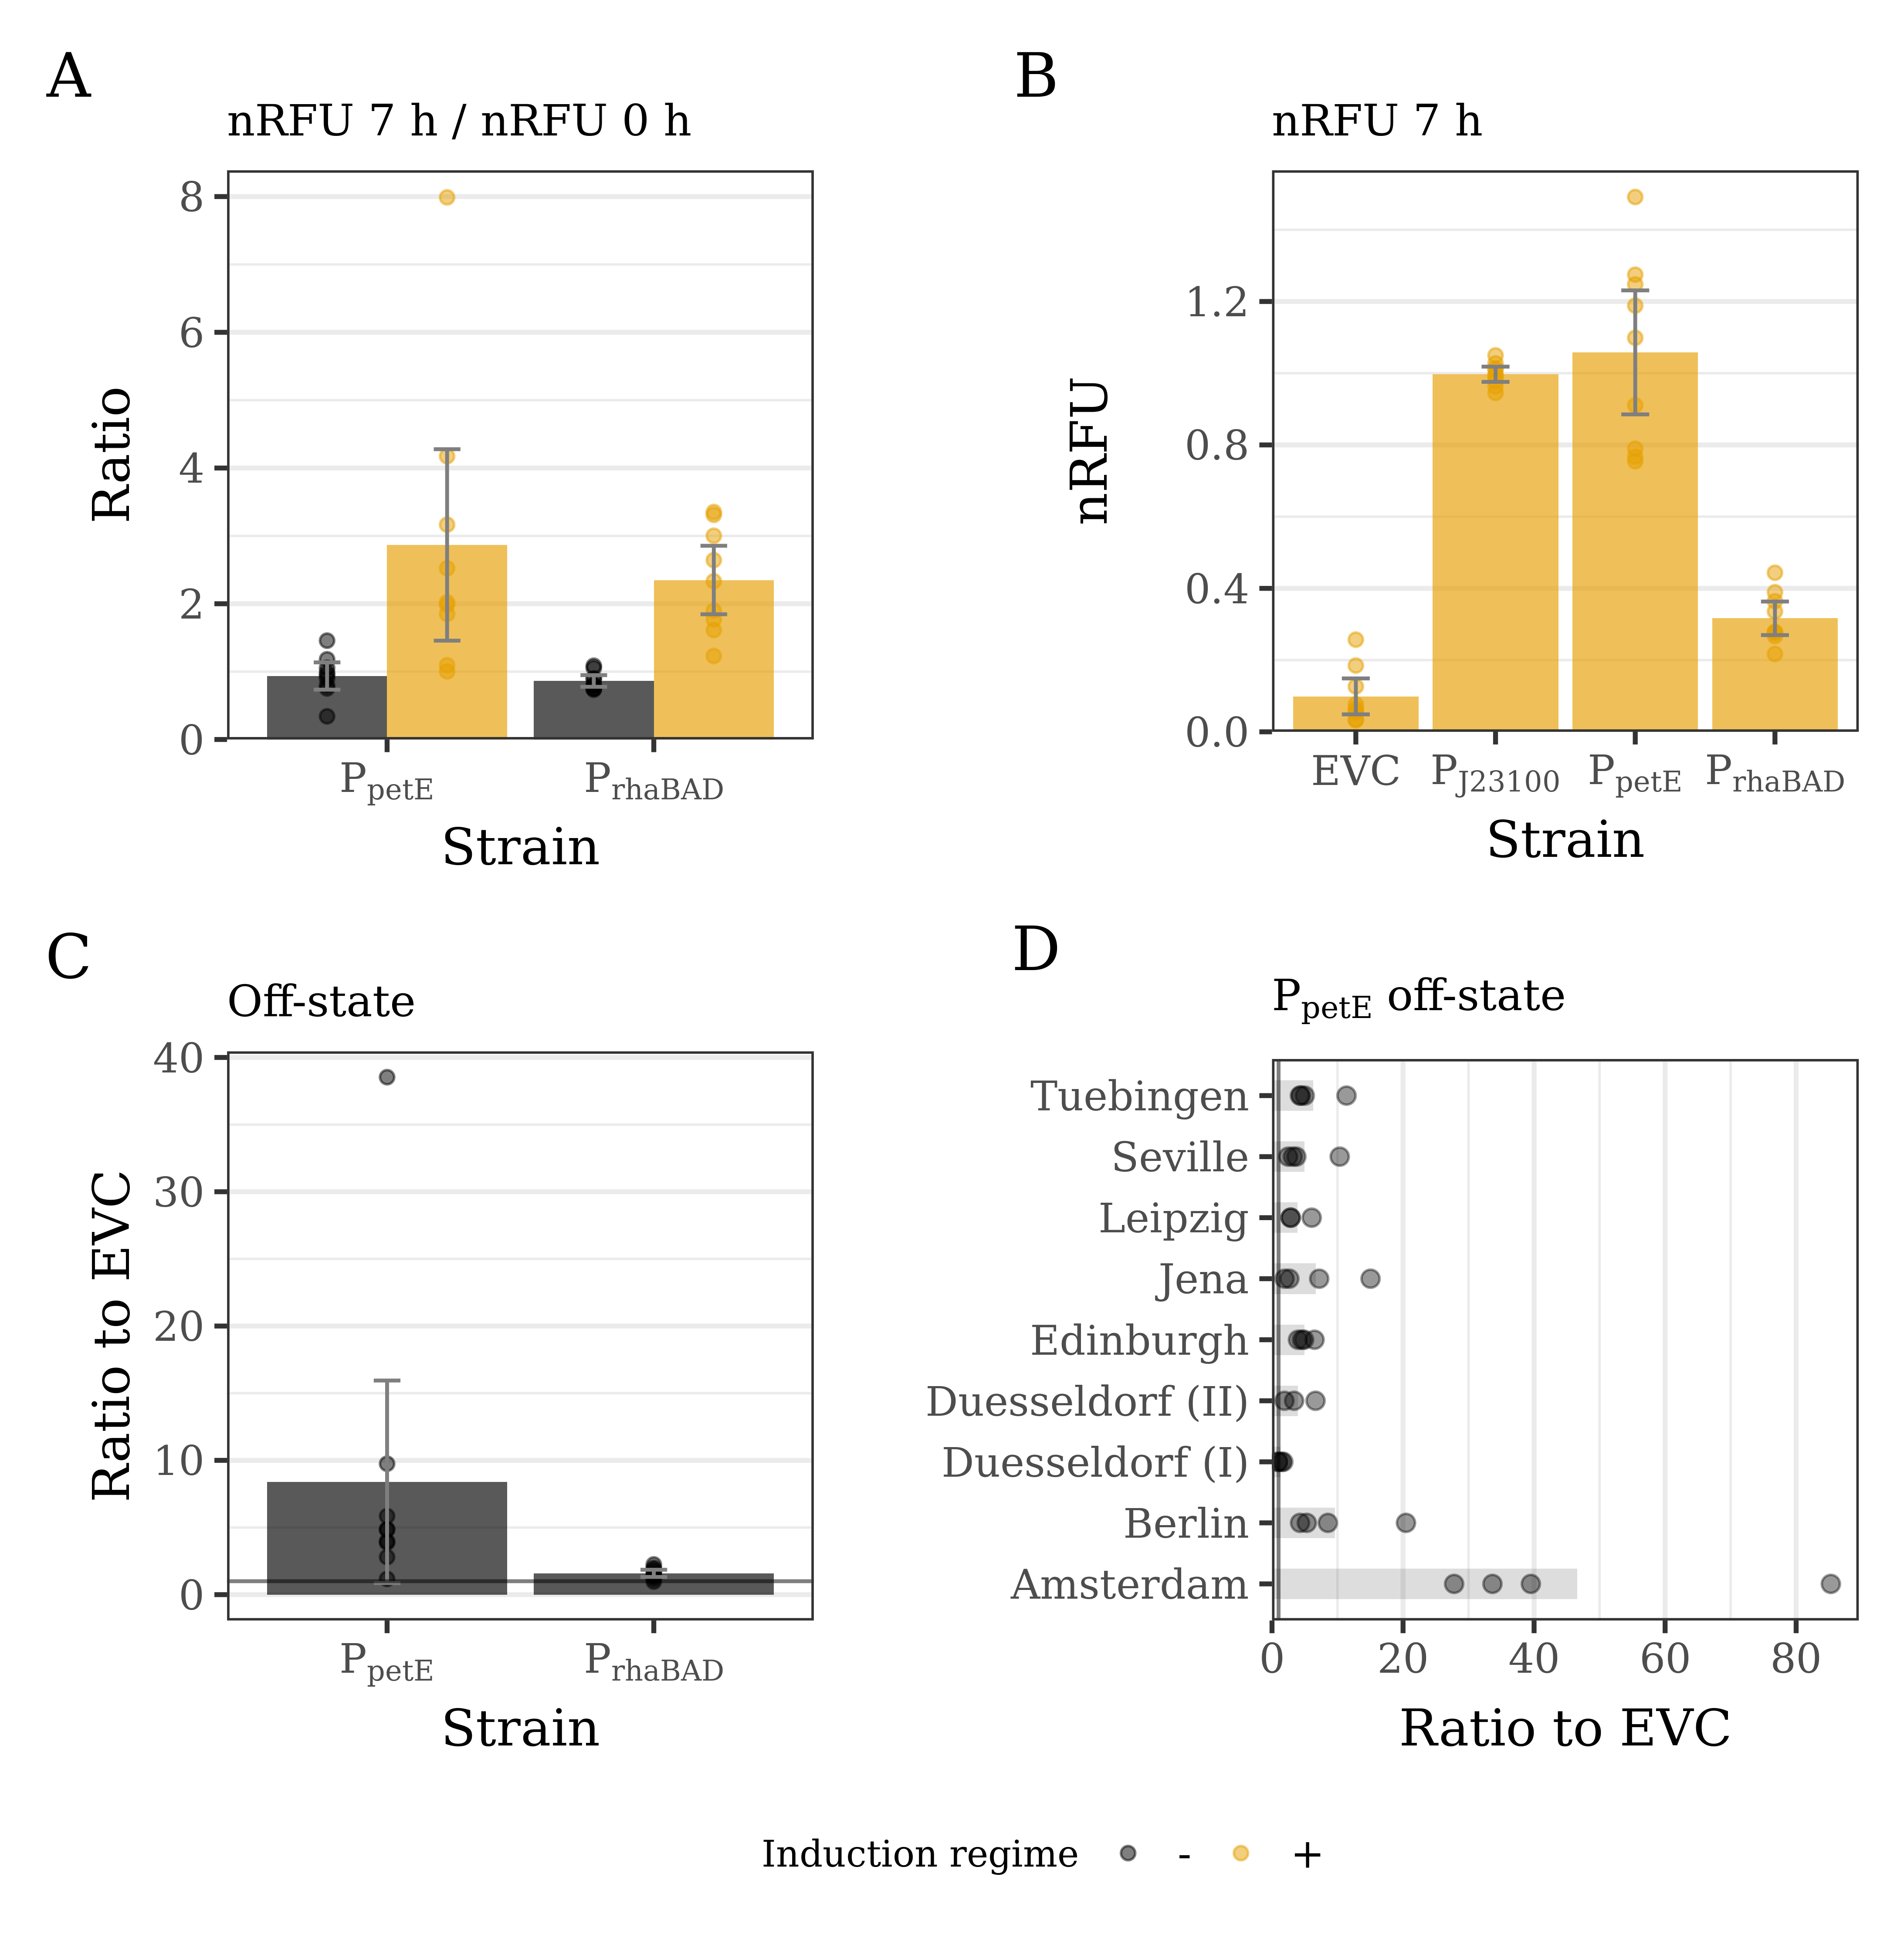 A
nRFU 7 h / nRFU 0 h
Ratio
8
6
4
2
0
PpetE
PrhaBAD
Strain
B
nRFU 7 h
nRFU
1.2
0.8
0.4
0.0
EVC
PJ23100
PpetE
PrhaBAD
Strain
C
Off-state
Ratio to EVC
40
30
20
10
0
PpetE
PrhaBAD
Strain
D
PpetE off-state
Tuebingen
Seville
Leipzig
Jena
Edinburgh
Duesseldorf (II)
Duesseldorf (I)
Berlin
Amsterdam
0 20 40 60 80
Ratio to EVC
Induction regime - +